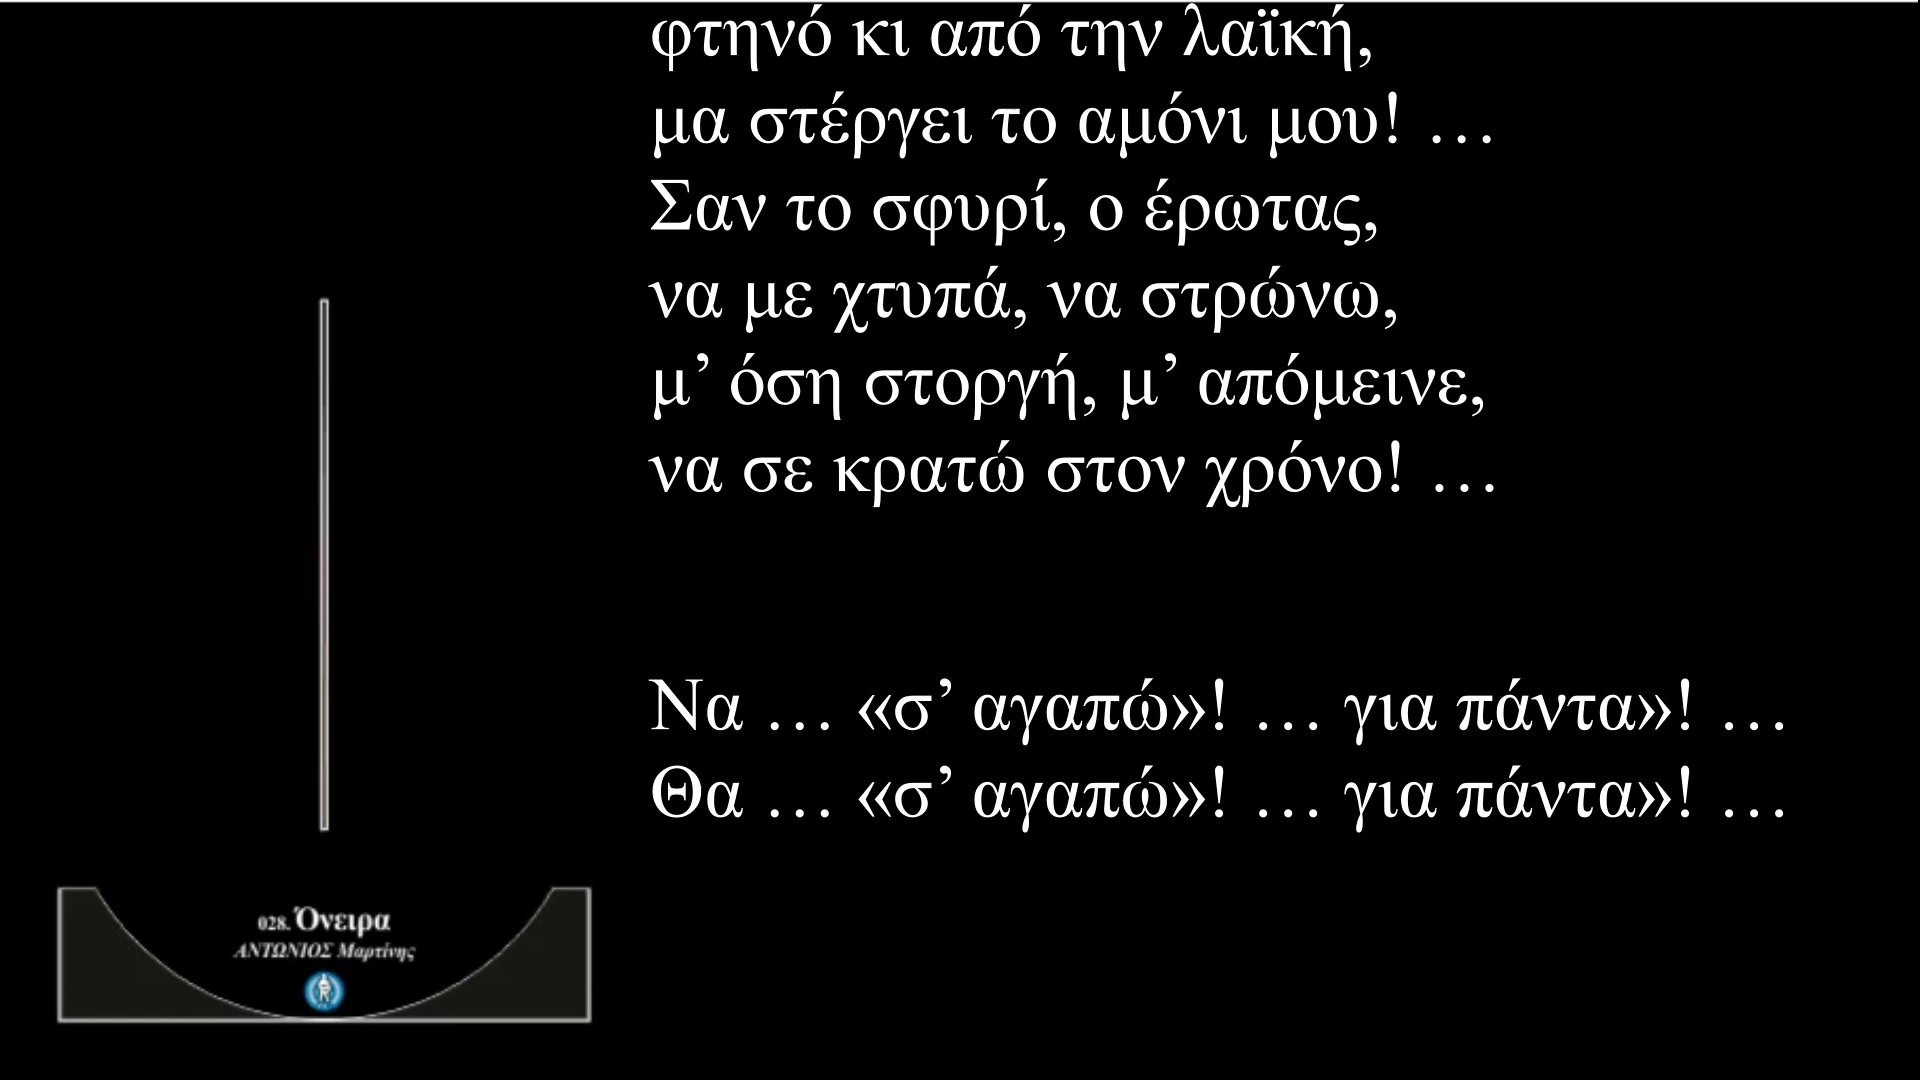 φτηνό κι από την λαϊκή,
μα στέργει το αμόνι μου! …
Σαν το σφυρί, ο έρωτας,
να με χτυπά, να στρώνω,
μ’ όση στοργή, μ’ απόμεινε,
να σε κρατώ στον χρόνο! …
Να … «σ’ αγαπώ»! … για πάντα»! …
Θα … «σ’ αγαπώ»! … για πάντα»! …
028. Όνειρα
ΑΝΤΩΝΙΟΣ Μαρτίνης